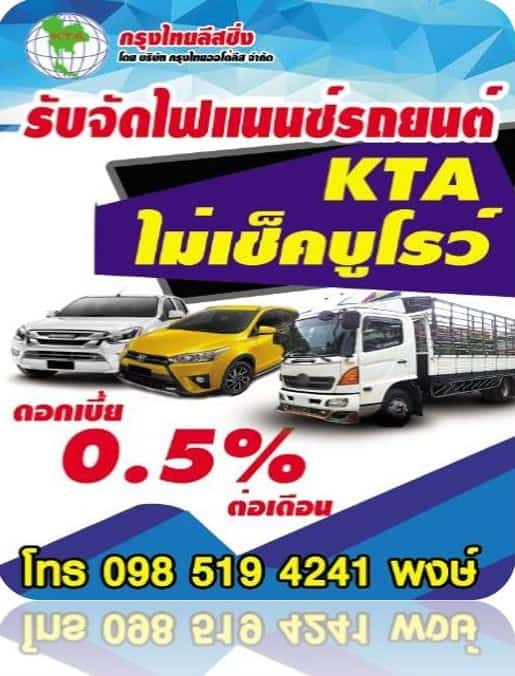 KTA
กรุงไทยลีสซิ่ง
โดย บริษัท กรุงไทยออโต้ลีส จำกัด
รับจัดไฟแนนซ์รถยนต์
KTA
ไม่เช็คบูโรว์
ดอกเบี้ย
0.5%
ต่อเดือน
โทร 098 519 4241 พงษ์